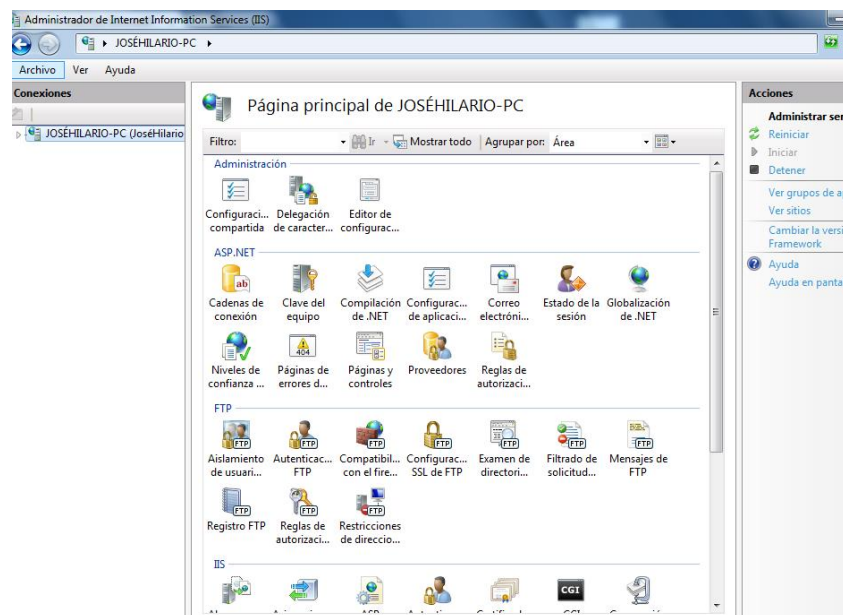 Administrador de Internet Information Services (IIS)
JOSÉHILARIO-PC
Archivo Ver Ayuda
Conexiones
JOSÉHILARIO-PC (JoséHilario
Página principal de JOSÉHILARIO-PC
Filtro: Ir Mostrar todo Agrupar por: Área
Administración
Configuraci... Delegación Editor de
compartida de caracter... configurac...
ASP.NET
Cadenas de Clave del Compilación Configurac... Correo Estado de la Globalización
conexión equipo de .NET de aplicaci... electróni... sesión de .NET
Niveles de Páginas de Páginas y Proveedores Reglas de
confianza ... errores d... controles autorizaci...
FTP
Aislamiento Autenticac... Compatibil... Configurac... Examen de Filtrado de Mensajes de
de usuari... FTP con el fire... SSL de FTP directori... solicitud... FTP
Registro FTP Reglas de Restricciones
autorizaci... de direccio...
IIS
CGI
Acciones
Administrar ser
Reiniciar
Iniciar
Detener
Ver grupos de a
Ver sitios
Cambiar la versi
Framework
Ayuda
Ayuda en panta